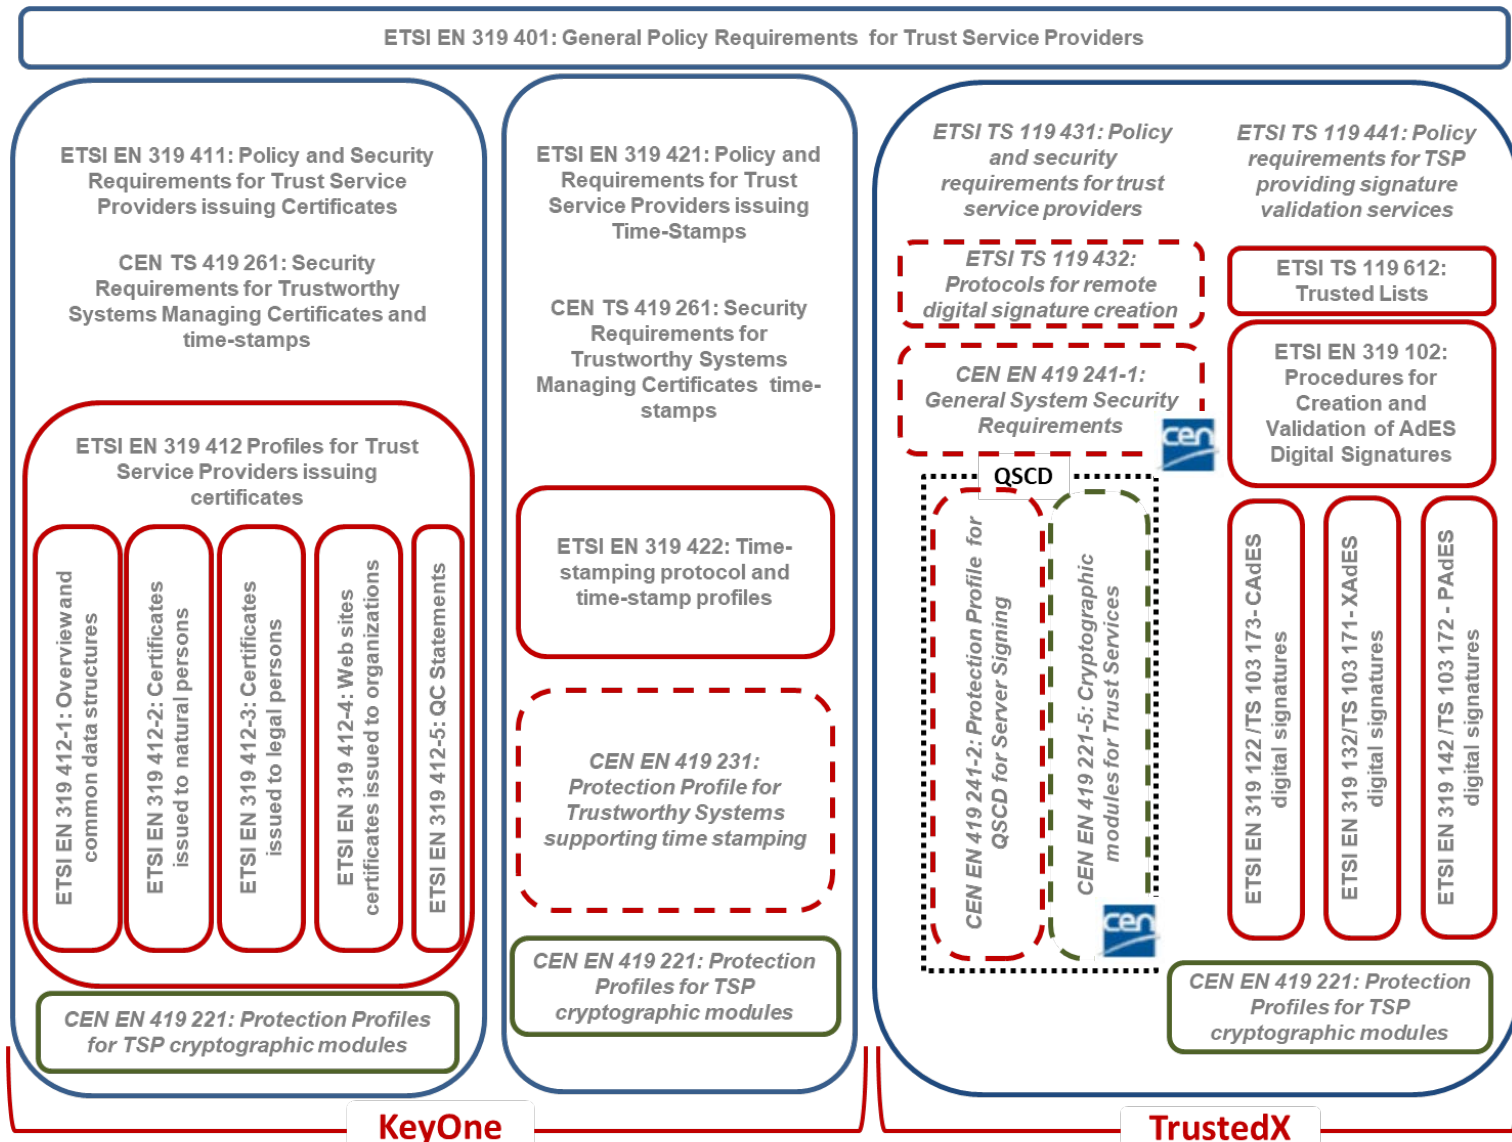 ETSI EN 319 401: General Policy Requirements for Trust Service Providers
ETSI EN 319 411: Policy and Security
Requirements for Trust Service
Providers issuing Certificates
CEN TS 419 261: Security
Requirements for Trustworthy
Systems Managing Certificates and
time-stamps
ETSI EN 319 412 Profiles for Trust
Service Providers issuing
certificates
ETSI EN 319 412-1: Overview and
common data structures
ETSI EN 319 412-2: Certificates
issued to natural persons
ETSI EN 319 412-3: Certificates
issued to legal persons
ETSI EN 319 412-4: Web sites
certificates issued to organizations
ETSI EN 319 412-5: QC Statements
CEN EN 419 221: Protection Profiles
for TSP cryptographic modules
ETSI EN 319 421: Policy and
Requirements for Trust
Service Providers issuing
Time-Stamps
CEN TS 419 261: Security
Requirements for
Trustworthy Systems
Managing Certificates time-
stamps
ETSI EN 319 422: Time-
stamping protocol and
time-stamp profiles
CEN EN 419 231:
Protection Profile for
Trustworthy Systems
supporting time stamping
CEN EN 419 221: Protection
Profiles for TSP
cryptographic modules
KeyOne
ETSI TS 119 431: Policy
and security
requirements for trust
service providers
ETSI TS 119 432:
Protocols for remote
digital signature creation
CEN EN 419 241-1:
General System Security
Requirements
cen
QSCD
CEN EN 419 241-2: Protection Profile for
QSCD for Server Signing
CEN EN 419 221-5: Cryptographic
modules for Trust Services
cen
ETSI TS 119 441: Policy
requirements for TSP
providing signature
validation services
ETSI TS 119 612:
Trusted Lists
ETSI EN 319 102:
Procedures for
Creation and
Validation of AdES
Digital Signatures
ETSI EN 319 122 /TS 103 173- CAdES
digital signatures
ETSI EN 319 132/TS 103 171- XAdES
digital signatures
ETSI EN 319 142 /TS 103 172 - PAdES
digital signatures
CEN EN 419 221: Protection
Profiles for TSP
cryptographic modules
TrustedX